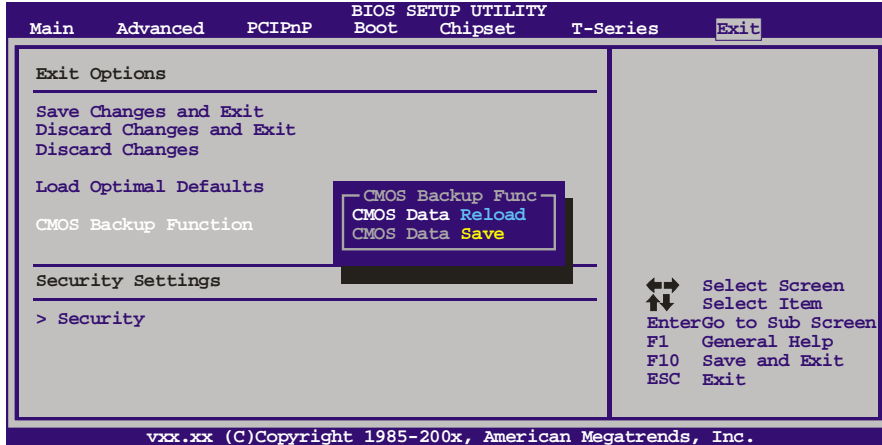 BIOS SETUP UTILITY
Main Advanced PCIPnP Boot Chipset T-Series Exit
Exit Options
Save Changes and Exit
Discard Changes and Exit
Discard Changes
Load Optimal Defaults
CMOS Backup Function
CMOS Backup Func
CMOS Data Reload
CMOS Data Save
Security Settings
> Security
Select Screen
Select Item
EnterGo to Sub Screen
F1 General Help
F10 Save and Exit
ESC Exit
vxx.xx (C)Copyright 1985-200x, American Megatrends, Inc.